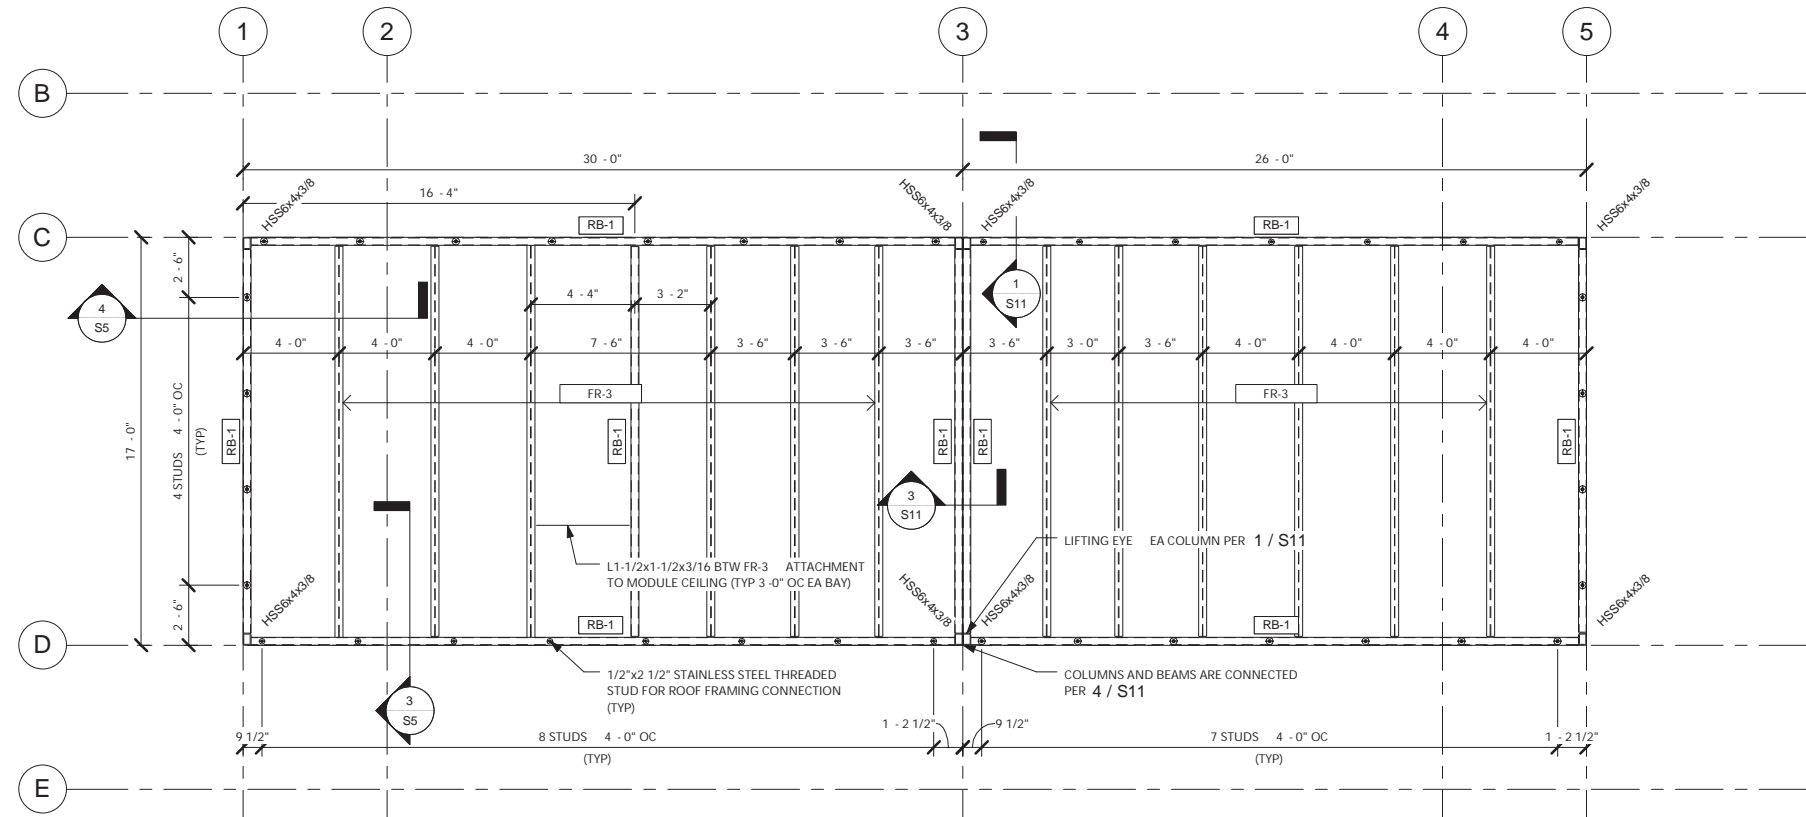 1
2
3
4
5
B
30 - 0"
26 - 0"
16 - 4"
HSS6x4x3/8
HSS6x4x3/8
HSS6x4x3/8
HSS6x4x3/8
RB-1
RB-1
C
2 - 6"
4
S5
1
S11
4 - 4"
3 - 2"
4 - 0"
4 - 0"
4 - 0"
7 - 6"
3 - 6"
3 - 6"
3 - 6"
3 - 6"
3 - 0"
3 - 6"
4 - 0"
4 - 0"
4 - 0"
4 - 0"
FR-3
FR-3
17 - 0"
4 STUDS 4 - 0" OC
(TYP)
RB-1
RB-1
RB-1
RB-1
RB-1
3
S11
LIFTING EYE EA COLUMN PER 1 / S11
L1-1/2x1-1/2x3/16 BTW FR-3 ATTACHMENT
TO MODULE CEILING (TYP 3 -0" OC EA BAY)
HSS6x4x3/8
HSS6x4x3/8
HSS6x4x3/8
HSS6x4x3/8
2 - 6"
RB-1
RB-1
D
1/2"x2 1/2" STAINLESS STEEL THREADED
STUD FOR ROOF FRAMING CONNECTION
(TYP)
COLUMNS AND BEAMS ARE CONNECTED
PER 4 / S11
3
S5
9 1/2"
8 STUDS 4 - 0" OC
(TYP)
1 - 2 1/2"
9 1/2"
7 STUDS 4 - 0" OC
(TYP)
1 - 2 1/2"
E